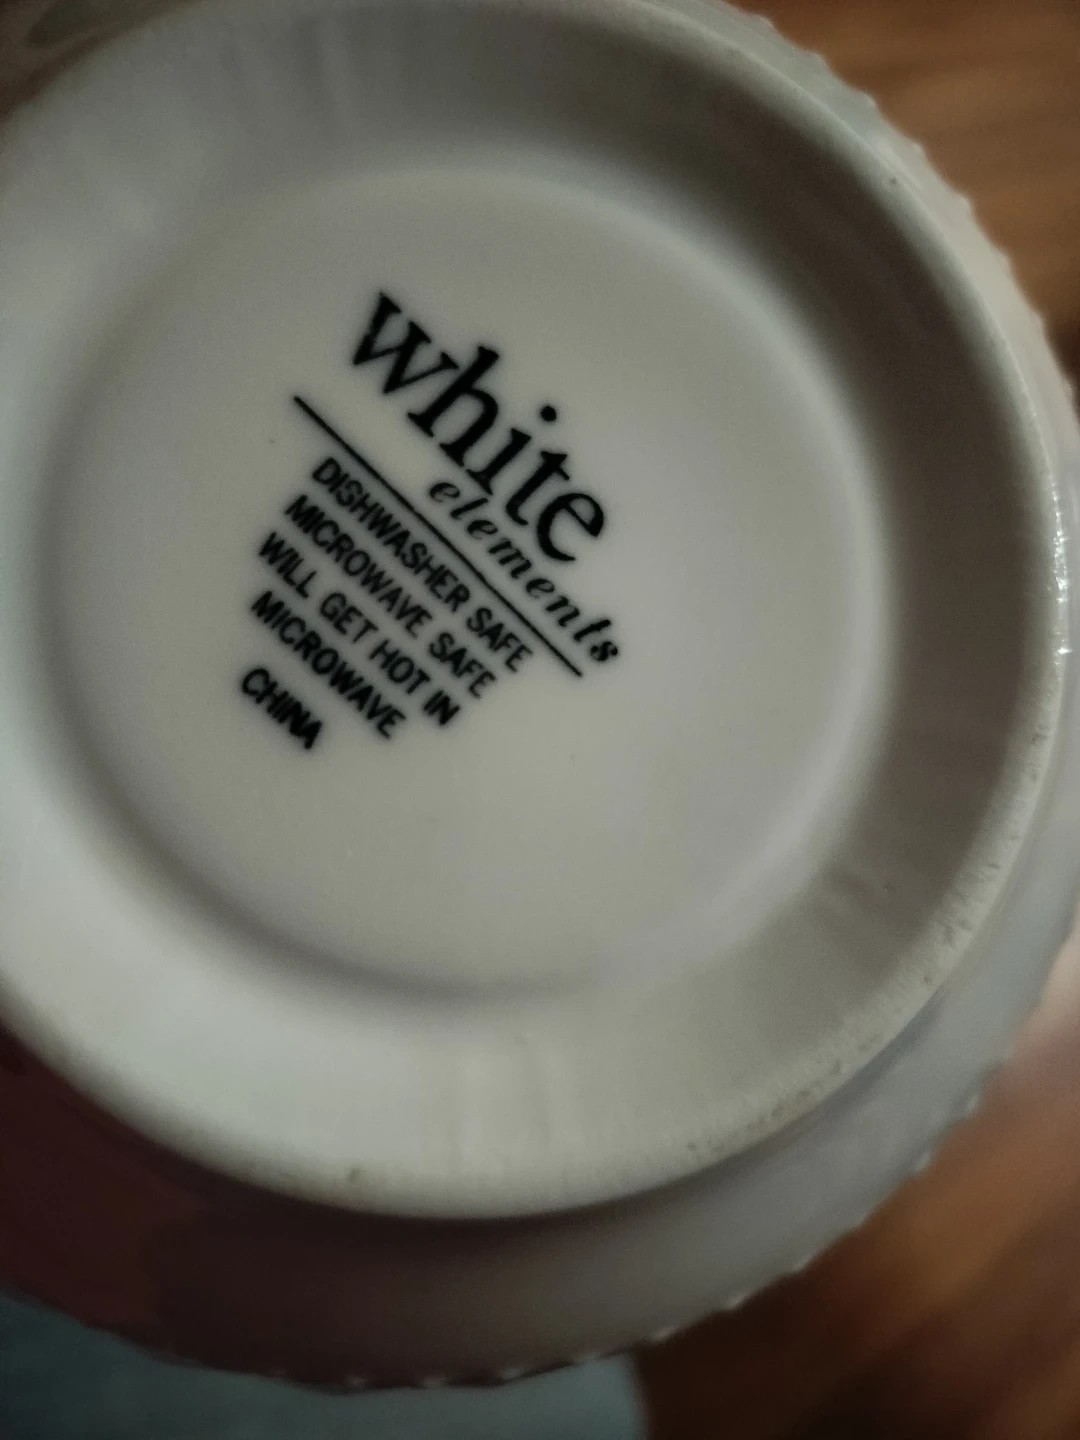 white
elements
DISHWASHER SAFE
MICROWAVE SAFE
WILL GET HOT IN
MICROWAVE
CHINA